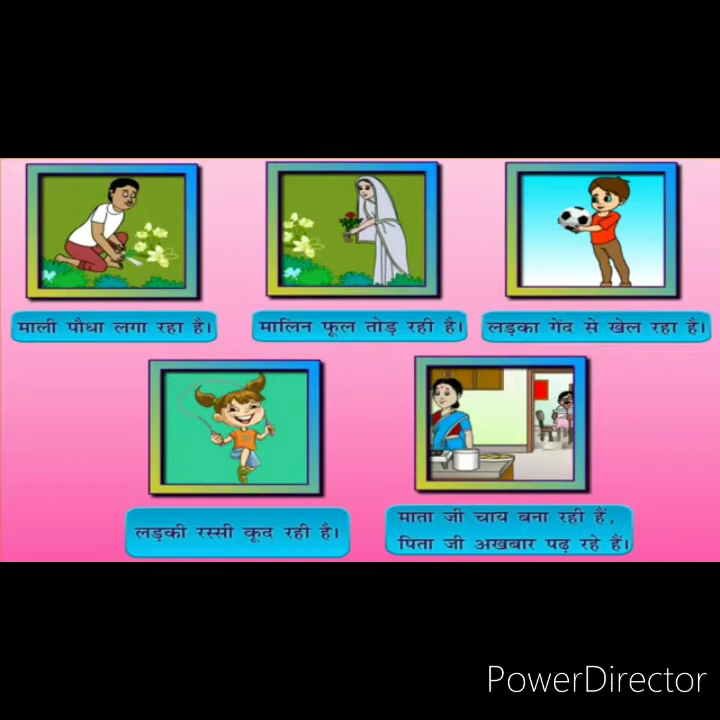 माली पौधा लगा रहा है।
मालिन फूल तोड़ रही है।
लड़का गेंद से खेल रहा है।
लड़की रस्सी कूद रही है।
माता जी चाय बना रही हैं,
पिता जी अखबार पढ़ रहे हैं।
PowerDirector